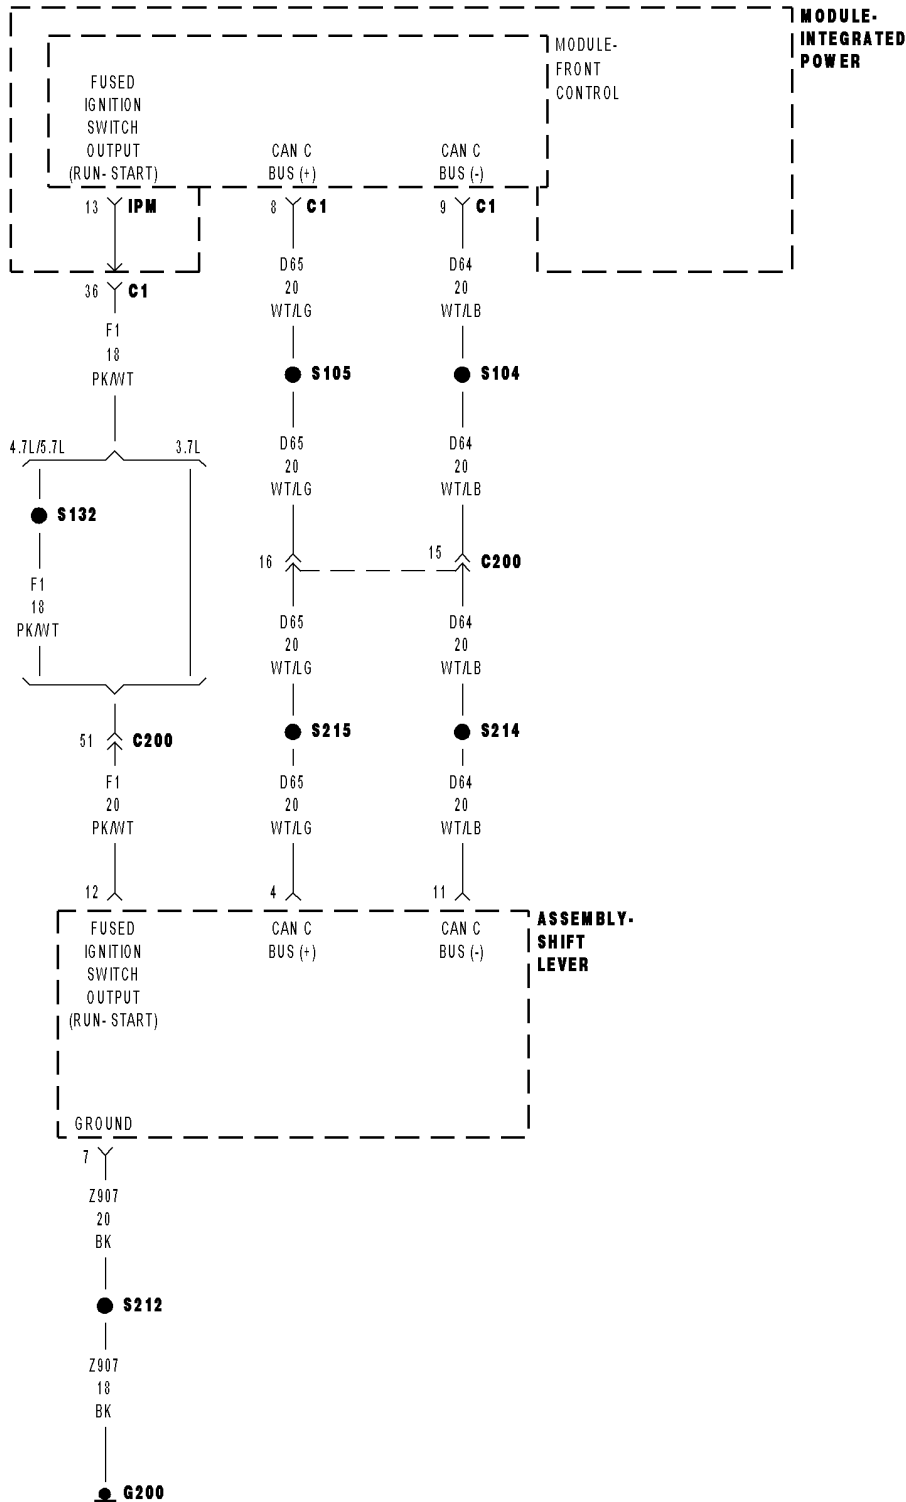 MODULE-
INTEGRATED
POWER
MODULE-
FRONT
CONTROL
FUSED
IGNITION
SWITCH
OUTPUT
(RUN- START)
CAN C
BUS (+)
CAN C
BUS (-)
13 IPM
8 C1
9 C1
36 C1
D65
20
WT/LG
D64
20
WT/LB
F1
18
PK/WT
S105
S104
4.7L/5.7L
3.7L
D65
20
WT/LG
D64
20
WT/LB
S132
16
15
C200
F1
18
PK/WT
D65
20
WT/LG
D64
20
WT/LB
51 C200
S215
S214
F1
20
PK/WT
D65
20
WT/LG
D64
20
WT/LB
12
4
11
ASSEMBLY-
SHIFT
LEVER
FUSED
IGNITION
SWITCH
OUTPUT
(RUN- START)
CAN C
BUS (+)
CAN C
BUS (-)
GROUND
7
Z907
20
BK
S212
Z907
18
BK
G200